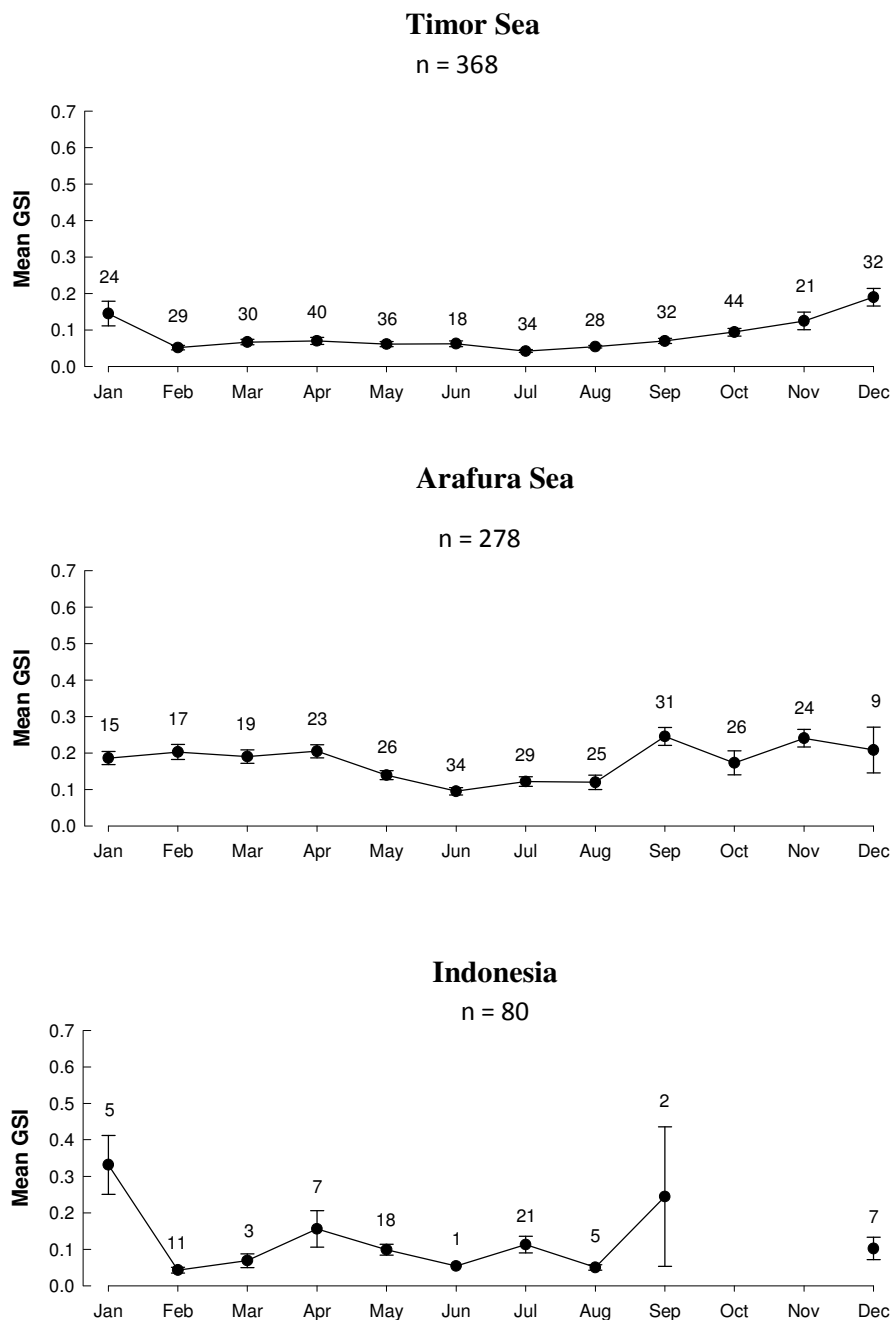 Timor Sea
n = 368
0.7
0.6
0.5
0.4
0.3
0.2
0.1
0.0
Mean GSI
24 29 30 40 36 18 34 28 32 44 21 32
Jan Feb Mar Apr May Jun Jul Aug Sep Oct Nov Dec
Arafura Sea
n = 278
0.7
0.6
0.5
0.4
0.3
0.2
0.1
0.0
Mean GSI
15 17 19 23 26 34 29 25 31 26 24 9
Jan Feb Mar Apr May Jun Jul Aug Sep Oct Nov Dec
Indonesia
n = 80
0.7
0.6
0.5
0.4
0.3
0.2
0.1
0.0
Mean GSI
5 11 3 7 18 1 21 5 2 7
Jan Feb Mar Apr May Jun Jul Aug Sep Oct Nov Dec